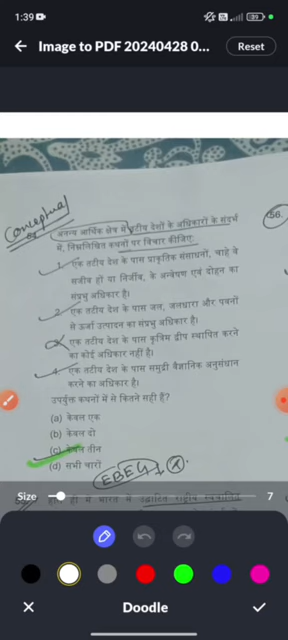 1:39
Image to PDF 20240428 0...
Reset
Conceptual
56.
अनन्य आर्थिक क्षेत्र में तटीय देशों के अधिकारों के संदर्भ
में, निम्नलिखित कथनों पर विचार कीजिए:
1. एक तटीय देश के पास प्राकृतिक संसाधनों, चाहे वे
सजीव हों या निर्जीव, के अन्वेषण एवं दोहन का
संप्रभु अधिकार है।
2. एक तटीय देश के पास जल, जलधारा और पवनों
से ऊर्जा उत्पादन का संप्रभु अधिकार है।
एक तटीय देश के पास कृत्रिम द्वीप स्थापित करने
का कोई अधिकार नहीं है।
4. एक तटीय देश के पास समुद्री वैज्ञानिक अनुसंधान
करने का अधिकार है।
उपर्युक्त कथनों में से कितने सही हैं?
(a) केवल एक
(b) केवल दो
(c) केवल तीन
(d) सभी चारों
Size
7
ही में भारत में
Doodle